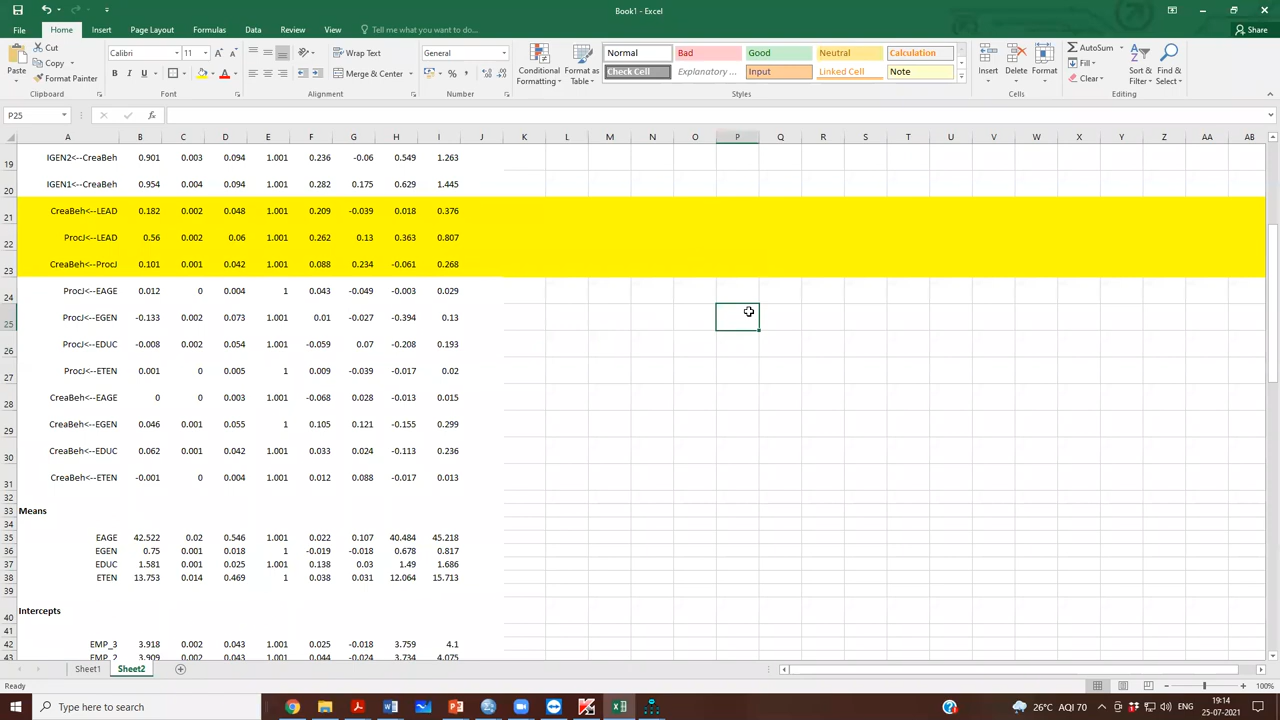 Book1 - Excel
File Home Insert Page Layout Formulas Data Review View Tell me what you want to do... Share
Paste Cut Copy Format Painter Clipboard
Calibri 11 Font
Wrap Text Merge & Center Alignment
General Number
Conditional Formatting Format as Table
Normal Bad Good Neutral Calculation
Check Cell Explanatory ... Input Linked Cell Note
Styles
Insert Delete Format Cells
AutoSum Fill Clear Sort & Filter Find & Select Editing
P25 fx
A B C D E F G H I J K L M N O P Q R S T U V W X Y Z AA AB
19 IGEN2<--CreaBeh 0.901 0.003 0.094 1.001 0.236 -0.06 0.549 1.263
20 IGEN1<--CreaBeh 0.954 0.004 0.094 1.001 0.282 0.175 0.629 1.445
21 CreaBeh<--LEAD 0.182 0.002 0.048 1.001 0.209 -0.039 0.018 0.376
22 ProcJ<--LEAD 0.56 0.002 0.06 1.001 0.262 0.13 0.363 0.807
23 CreaBeh<--ProcJ 0.101 0.001 0.042 1.001 0.088 0.234 -0.061 0.268
24 ProcJ<--EAGE 0.012 0 0.004 1 0.043 -0.049 -0.003 0.029
25 ProcJ<--EGEN -0.133 0.002 0.073 1.001 0.01 -0.027 -0.394 0.13
26 ProcJ<--EDUC -0.008 0.002 0.054 1.001 -0.059 0.07 -0.208 0.193
27 ProcJ<--ETEN 0.001 0 0.005 1 0.009 -0.039 -0.017 0.02
28 CreaBeh<--EAGE 0 0 0.003 1.001 -0.068 0.028 -0.013 0.015
29 CreaBeh<--EGEN 0.046 0.001 0.055 1 0.105 0.121 -0.155 0.299
30 CreaBeh<--EDUC 0.062 0.001 0.042 1.001 0.033 0.024 -0.113 0.236
31 CreaBeh<--ETEN -0.001 0 0.004 1.001 0.012 0.088 -0.017 0.013
32
33 Means
34
35 EAGE 42.522 0.02 0.546 1.001 0.022 0.107 40.484 45.218
36 EGEN 0.75 0.001 0.018 1 -0.019 -0.018 0.678 0.817
37 EDUC 1.581 0.001 0.025 1.001 0.138 0.03 1.49 1.686
38 ETEN 13.753 0.014 0.469 1 0.038 0.031 12.064 15.713
39
40 Intercepts
41
42 EMP_3 3.918 0.002 0.043 1.001 0.025 -0.018 3.759 4.1
43 EMP_2 3.909 0.002 0.043 1.001 0.044 -0.024 3.734 4.075
Sheet1 Sheet2
Ready 100%
Type here to search
26°C AQI 71 ENG 19:14
25-07-2021